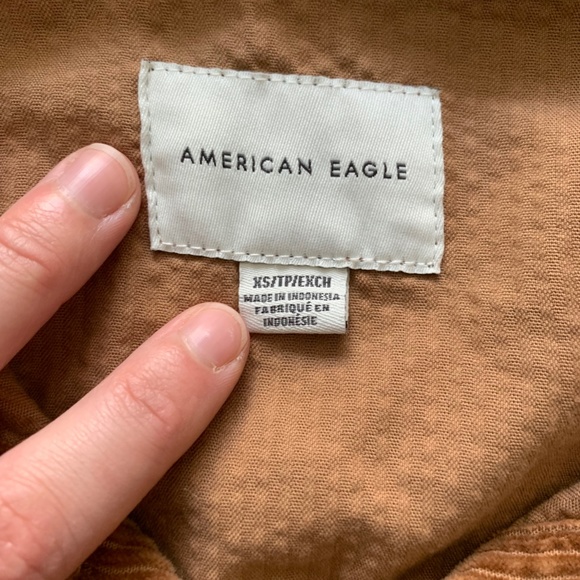 AMERICAN EAGLE
XS/TP/EXCH
MADE IN INDONESIA
FABRIQUÉ EN
INDONÉSIE